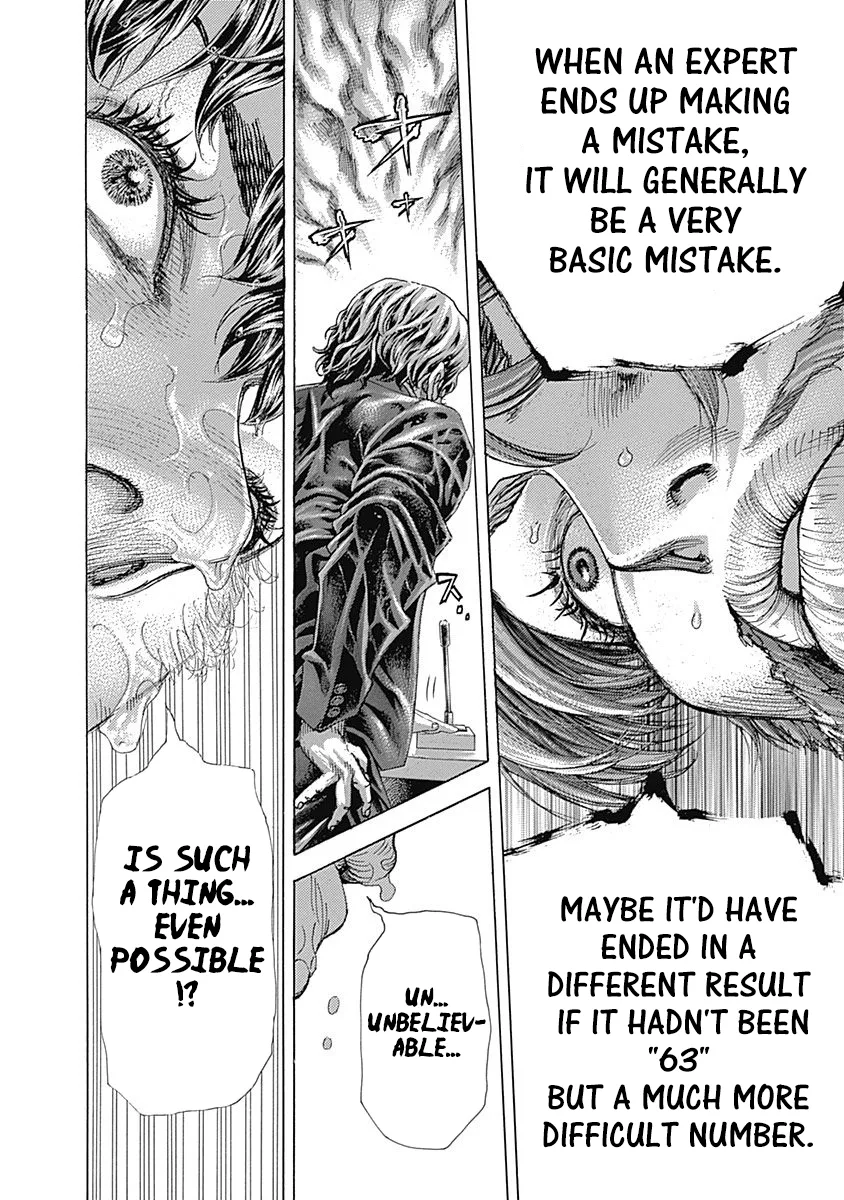 WHEN AN EXPERT
ENDS UP MAKING
A MISTAKE,
IT WILL GENERALLY
BE A VERY
BASIC MISTAKE.
MAYBE IT'D HAVE
ENDED IN A
DIFFERENT RESULT
IF IT HADN'T BEEN
"63"
BUT A MUCH MORE
DIFFICULT NUMBER.
ス..
UN...
UNBELIEV-
ABLE...
IS SUCH
A THING...
EVEN
POSSIBLE
!?